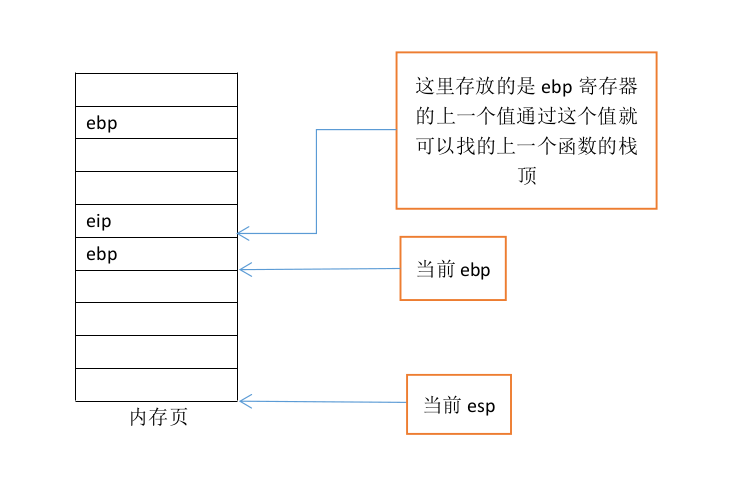 ebp
eip
ebp
内存页
这里存放的是 ebp 寄存器
的上一个值通过这个值就
可以找的上一个函数的栈
顶
当前 ebp
当前 esp